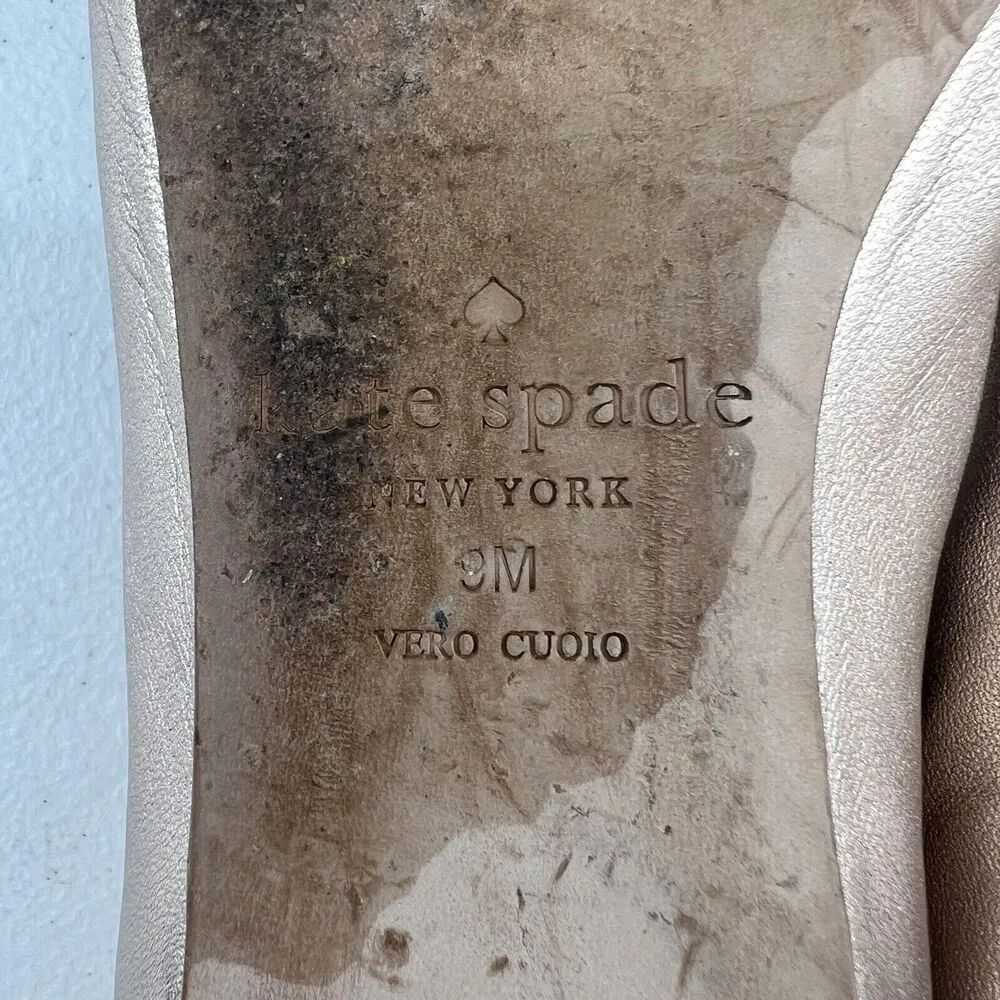 kate spade
NEW YORK
9M
VERO CUOIO